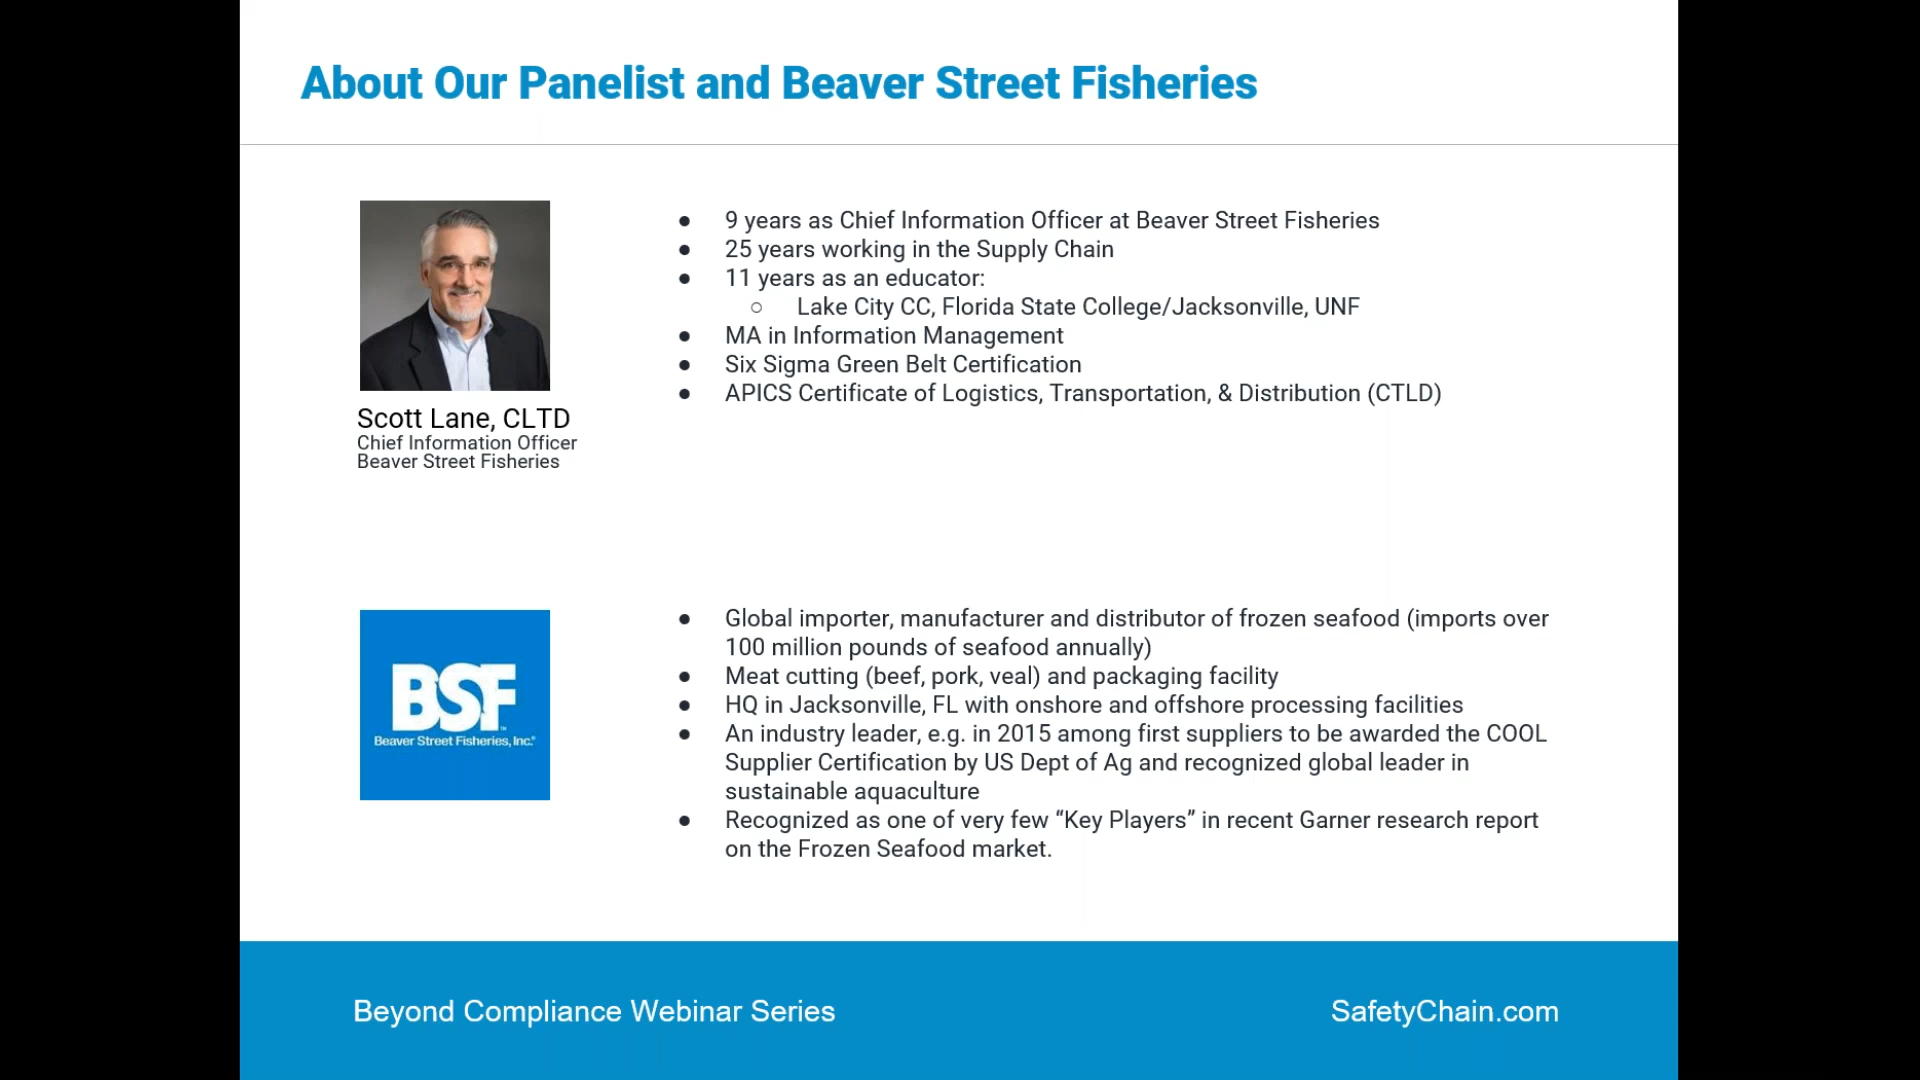 About Our Panelist and Beaver Street Fisheries
● 9 years as Chief Information Officer at Beaver Street Fisheries
● 25 years working in the Supply Chain
● 11 years as an educator:
○ Lake City CC, Florida State College/Jacksonville, UNF
● MA in Information Management
● Six Sigma Green Belt Certification
● APICS Certificate of Logistics, Transportation, & Distribution (CTLD)
Scott Lane, CLTD
Chief Information Officer
Beaver Street Fisheries
BSF™
Beaver Street Fisheries, Inc.®
● Global importer, manufacturer and distributor of frozen seafood (imports over
100 million pounds of seafood annually)
● Meat cutting (beef, pork, veal) and packaging facility
● HQ in Jacksonville, FL with onshore and offshore processing facilities
● An industry leader, e.g. in 2015 among first suppliers to be awarded the COOL
Supplier Certification by US Dept of Ag and recognized global leader in
sustainable aquaculture
● Recognized as one of very few “Key Players” in recent Garner research report
on the Frozen Seafood market.
Beyond Compliance Webinar Series
SafetyChain.com